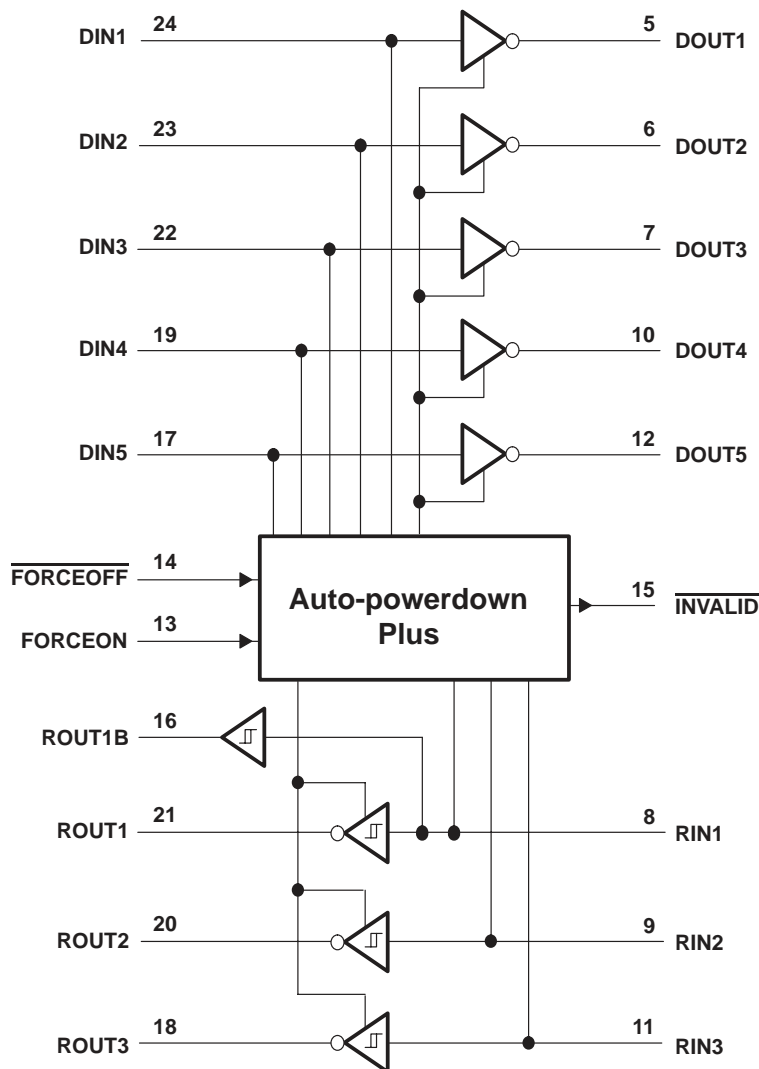 DIN1 24 5 DOUT1
DIN2 23 6 DOUT2
DIN3 22 7 DOUT3
DIN4 19 10 DOUT4
DIN5 17 12 DOUT5
FORCEOFF 14
Auto-powerdown
Plus
15 INVALID
FORCEON 13
ROUT1B 16
ROUT1 21 8 RIN1
ROUT2 20 9 RIN2
ROUT3 18 11 RIN3